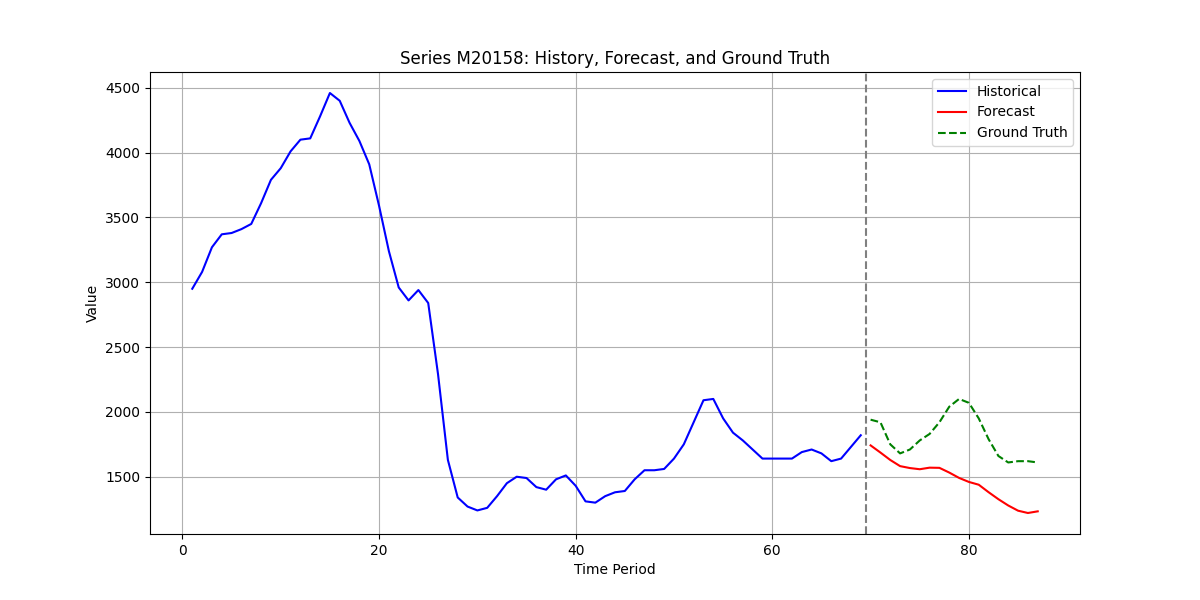 Series M20158: History, Forecast, and Ground Truth
Historical
Forecast
Ground Truth
4500
4000
3500
3000
2500
2000
1500
Value
0
20
40
60
80
Time Period